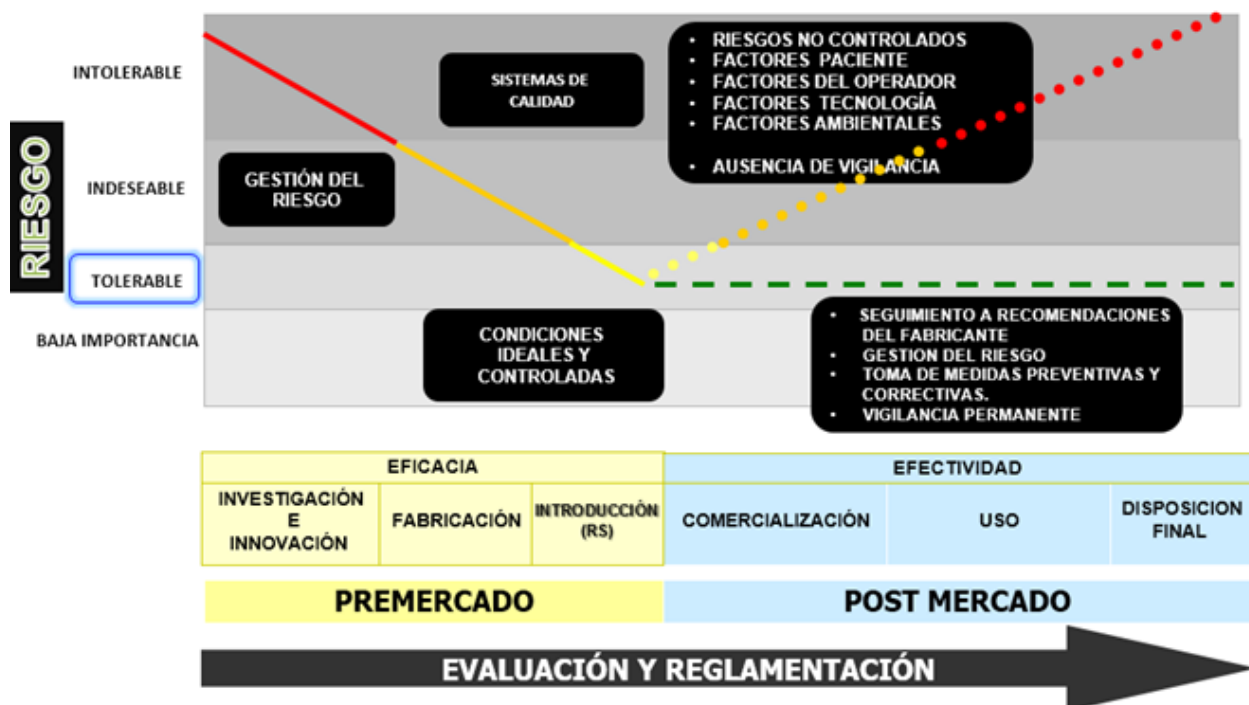 RIESGO
INTOLERABLE
INDESEABLE
TOLERABLE
BAJA IMPORTANCIA
GESTIÓN DEL
RIESGO
SISTEMAS DE
CALIDAD
• RIESGOS NO CONTROLADOS
• FACTORES PACIENTE
• FACTORES DEL OPERADOR
• FACTORES TECNOLOGÍA
• FACTORES AMBIENTALES
• AUSENCIA DE VIGILANCIA
CONDICIONES
IDEALES Y
CONTROLADAS
• SEGUIMIENTO A RECOMENDACIONES
DEL FABRICANTE
• GESTION DEL RIESGO
• TOMA DE MEDIDAS PREVENTIVAS Y
CORRECTIVAS.
• VIGILANCIA PERMANENTE
EFICACIA
EFECTIVIDAD
INVESTIGACIÓN
E
INNOVACIÓN
FABRICACIÓN
INTRODUCCIÓN
(RS)
COMERCIALIZACIÓN
USO
DISPOSICION
FINAL
PREMERCADO
POST MERCADO
EVALUACIÓN Y REGLAMENTACIÓN